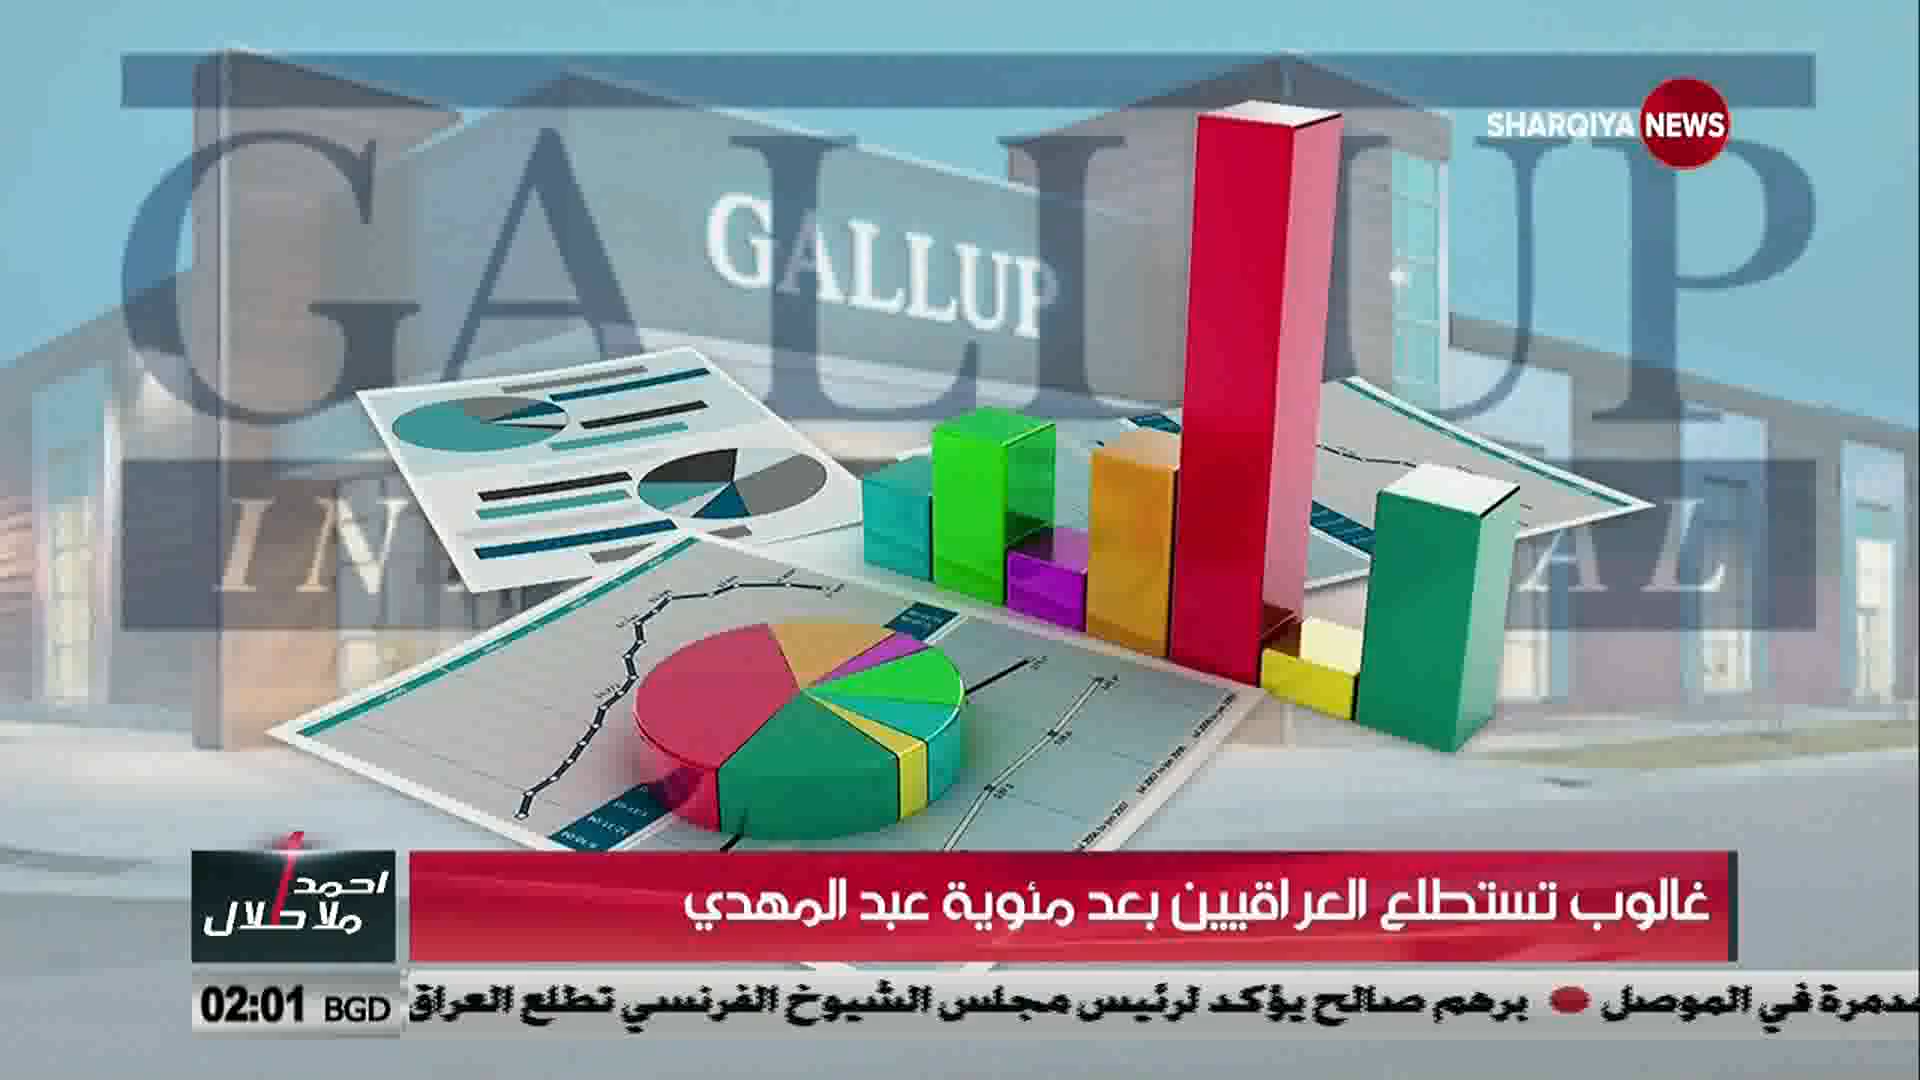 SHARQIYA NEWS
GALLUP
GALLUP
غالوب تستطلع العراقيين بعد مئوية عبد المهدي
احمد
ملا طلال
في الموصل ● برهم صالح يؤكد لرئيس مجلس الشيوخ الفرنسي تطلع العراق
02:01 BGD